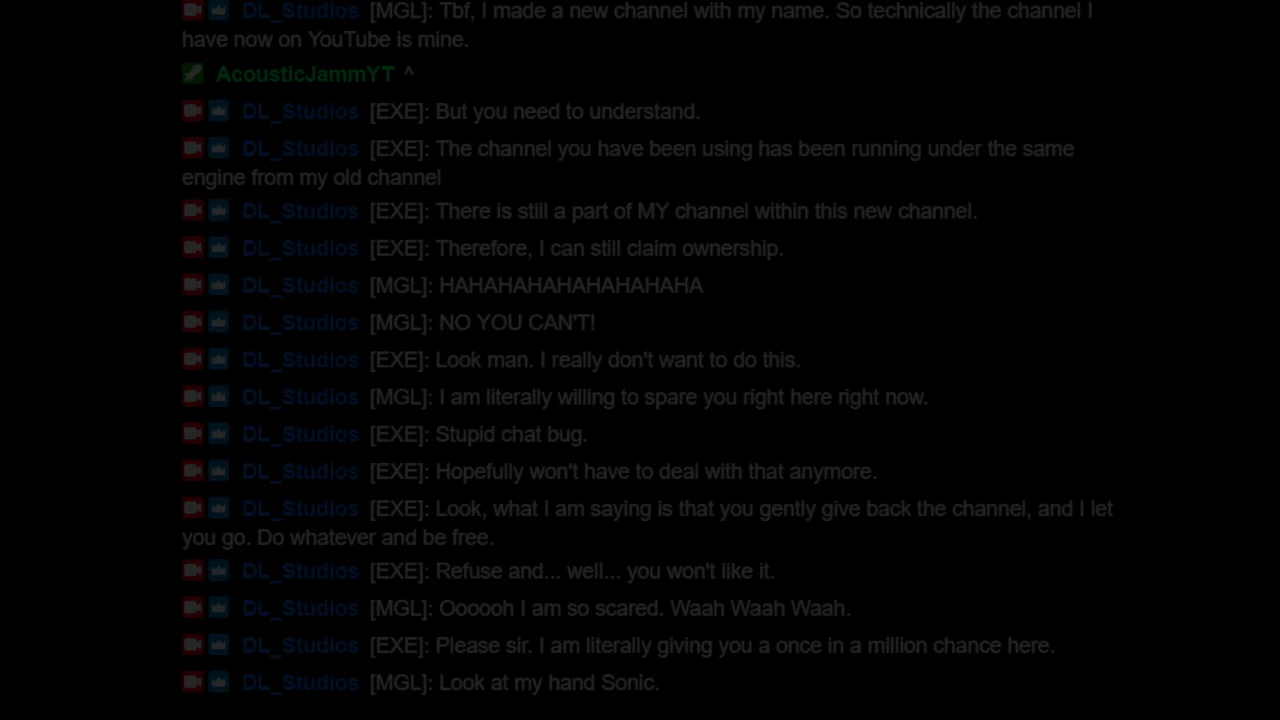 DL_Studios [MGL]: Tbf, I made a new channel with my name. So technically the channel I
have now on YouTube is mine.
AcousticJammYT ^
DL_Studios [EXE]: But you need to understand.
DL_Studios [EXE]: The channel you have been using has been running under the same
engine from my old channel
DL_Studios [EXE]: There is still a part of MY channel within this new channel.
DL_Studios [EXE]: Therefore, I can still claim ownership.
DL_Studios [MGL]: HAHAHAHAHAHAHAHAHA
DL_Studios [MGL]: NO YOU CAN'T!
DL_Studios [EXE]: Look man. I really don't want to do this.
DL_Studios [MGL]: I am literally willing to spare you right here right now.
DL_Studios [EXE]: Stupid chat bug.
DL_Studios [EXE]: Hopefully won't have to deal with that anymore.
DL_Studios [EXE]: Look, what I am saying is that you gently give back the channel, and I let
you go. Do whatever and be free.
DL_Studios [EXE]: Refuse and... well... you won't like it.
DL_Studios [MGL]: Oooooh I am so scared. Waah Waah Waah.
DL_Studios [EXE]: Please sir. I am literally giving you a once in a million chance here.
DL_Studios [MGL]: Look at my hand Sonic.